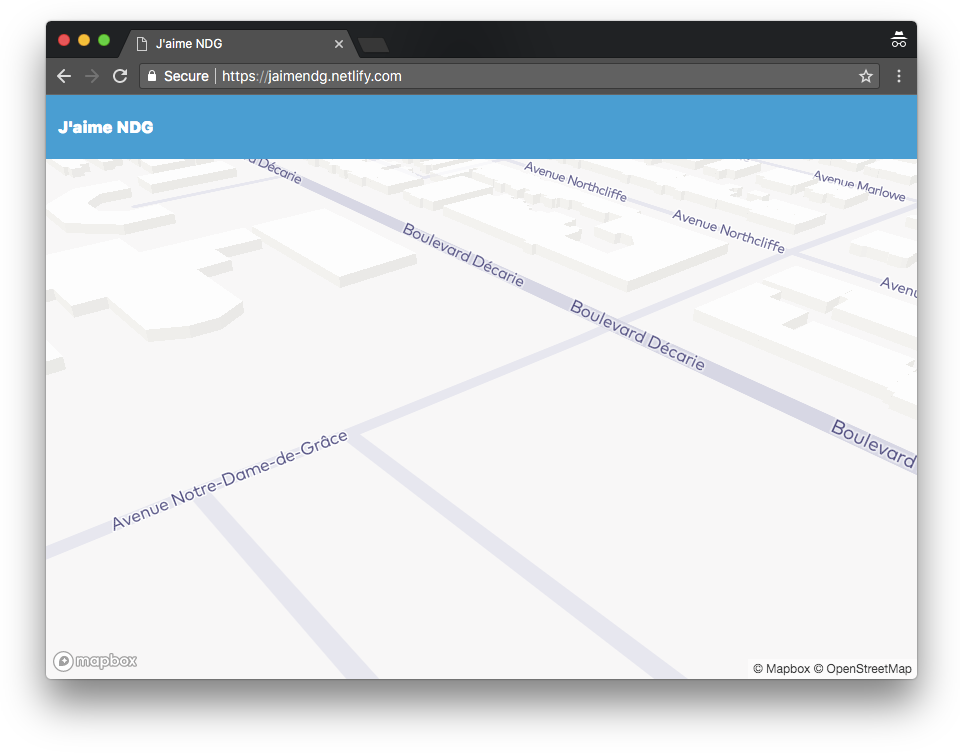 J'aime NDG
Secure
https://jaimendg.netlify.com
J'aime NDG
Décarie
Avenue Northcliffe
Avenue Marlowe
Boulevard Décarie
Avenue Northcliffe
Boulevard Décarie
Boulevard
Avenue Notre-Dame-de-Grâce
mapbox
© Mapbox © OpenStreetMap